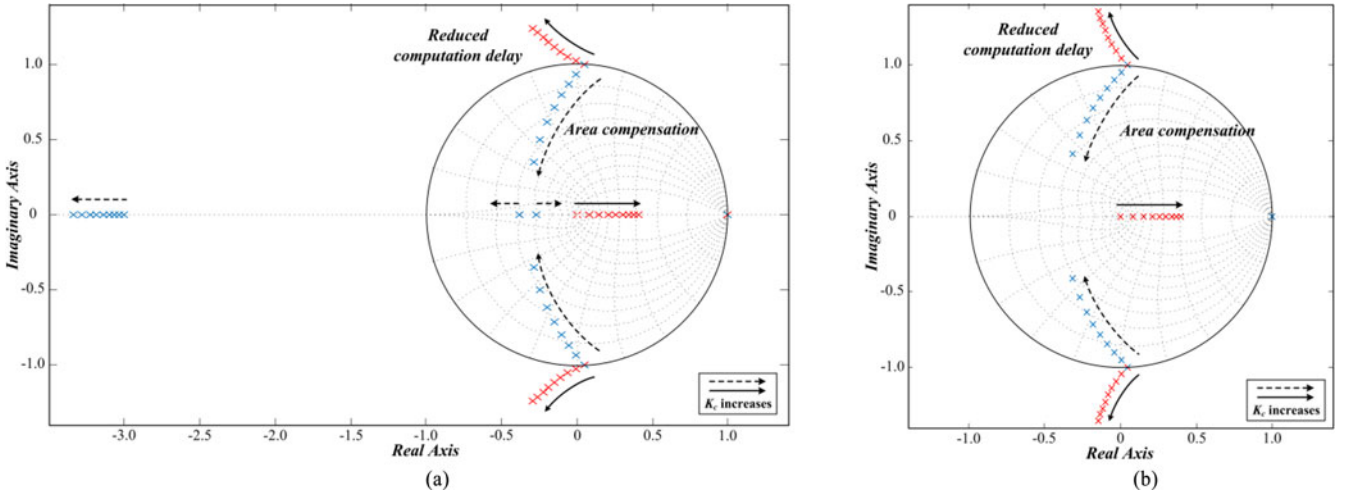 Reduced
computation delay
Area compensation
Imaginary Axis
1.0
0.5
0
-0.5
-1.0
-3.0
-2.5
-2.0
-1.5
-1.0
-0.5
0
0.5
1.0
Real Axis
Kc increases
(a)
Reduced
computation delay
Area compensation
Imaginary Axis
1.0
0.5
0
-0.5
-1.0
-1.0
-0.5
0
0.5
1.0
Real Axis
Kc increases
(b)